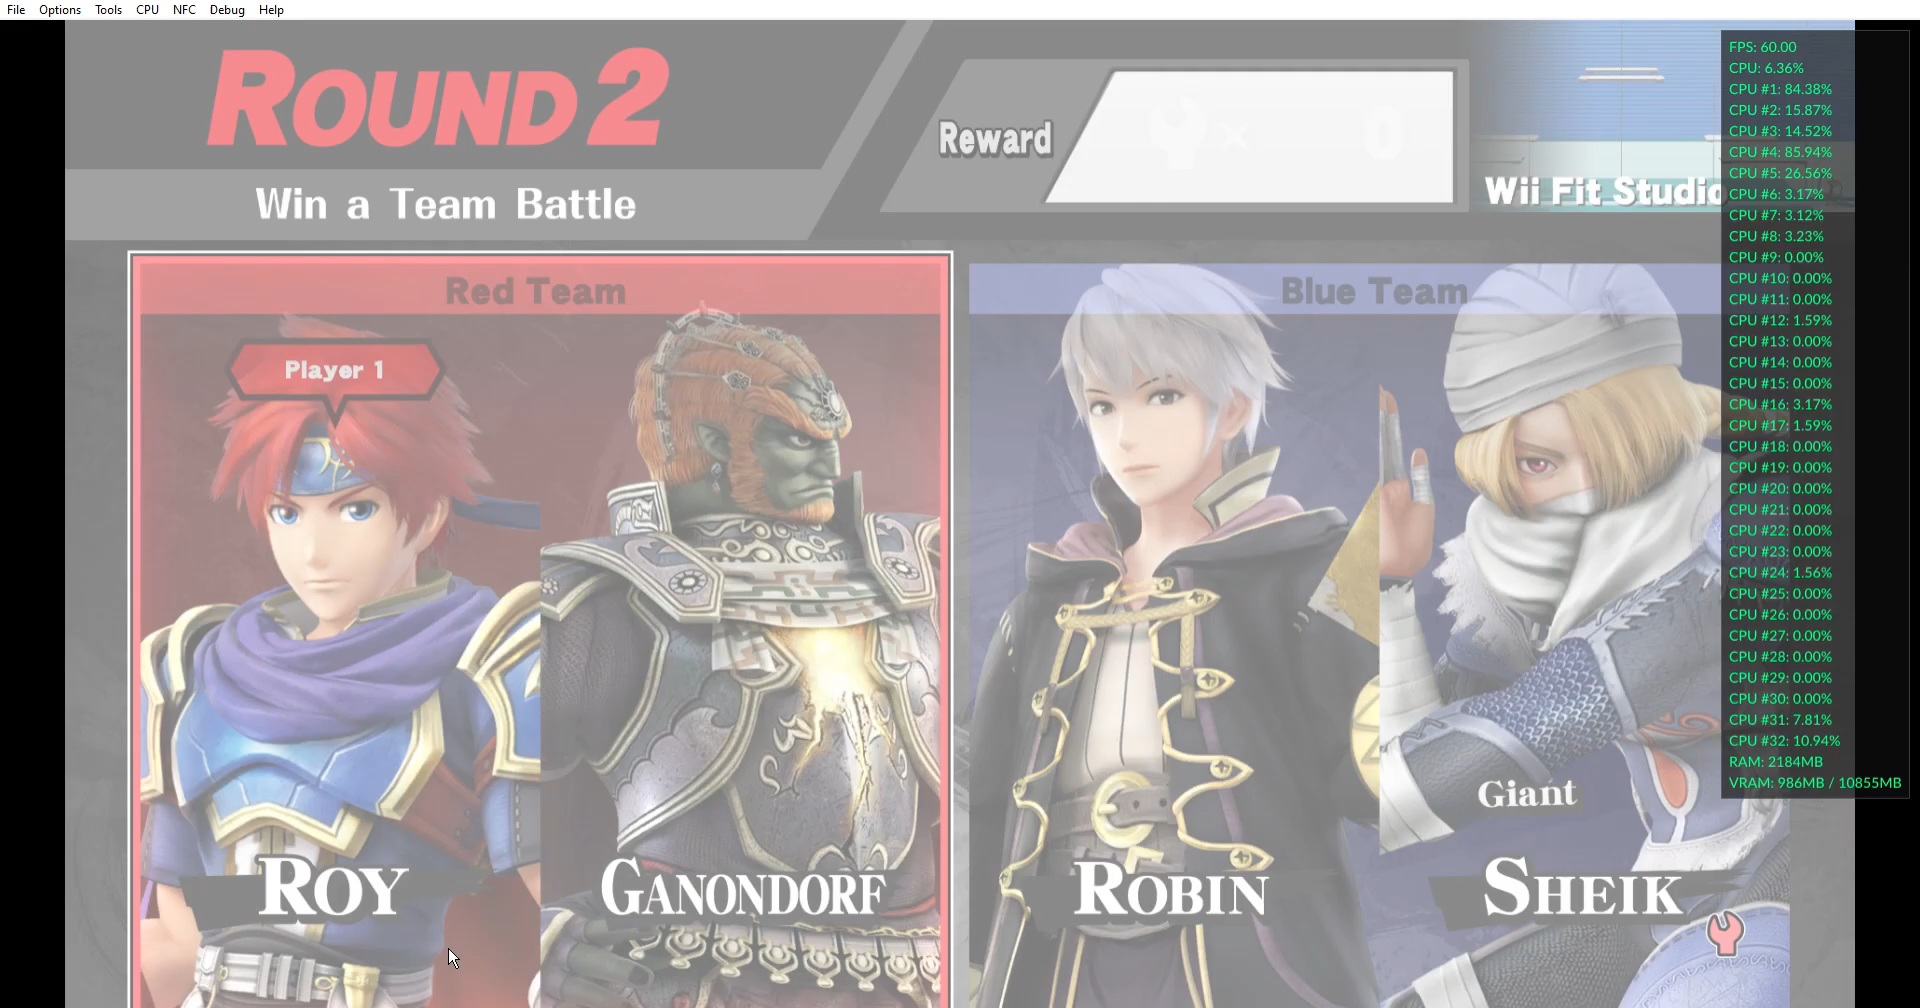 File Options Tools CPU NFC Debug Help
ROUND 2
Win a Team Battle
Reward
× 0
Wii Fit Studio
Red Team
Blue Team
Player 1
ROY
GANONDORF
ROBIN
Giant
SHEIK
FPS: 60.00
CPU: 6.36%
CPU #1: 84.38%
CPU #2: 15.87%
CPU #3: 14.52%
CPU #4: 85.94%
CPU #5: 26.56%
CPU #6: 3.17%
CPU #7: 3.12%
CPU #8: 3.23%
CPU #9: 0.00%
CPU #10: 0.00%
CPU #11: 0.00%
CPU #12: 1.59%
CPU #13: 0.00%
CPU #14: 0.00%
CPU #15: 0.00%
CPU #16: 3.17%
CPU #17: 1.59%
CPU #18: 0.00%
CPU #19: 0.00%
CPU #20: 0.00%
CPU #21: 0.00%
CPU #22: 0.00%
CPU #23: 0.00%
CPU #24: 1.56%
CPU #25: 0.00%
CPU #26: 0.00%
CPU #27: 0.00%
CPU #28: 0.00%
CPU #29: 0.00%
CPU #30: 0.00%
CPU #31: 7.81%
CPU #32: 10.94%
RAM: 2184MB
VRAM: 986MB / 10855MB